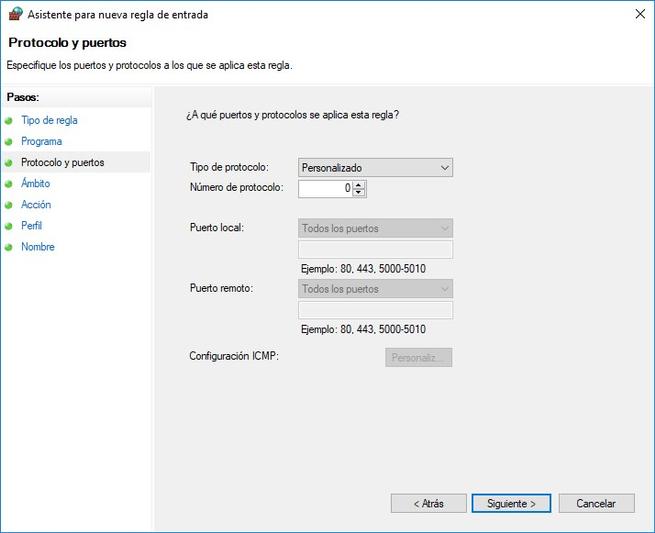 Asistente para nueva regla de entrada
Protocolo y puertos
Especifique los puertos y protocolos a los que se aplica esta regla.
Pasos:
Tipo de regla
Programa
Protocolo y puertos
Ámbito
Acción
Perfil
Nombre
¿A qué puertos y protocolos se aplica esta regla?
Tipo de protocolo: Personalizado
Número de protocolo: 0
Puerto local: Todos los puertos
Ejemplo: 80, 443, 5000-5010
Puerto remoto: Todos los puertos
Ejemplo: 80, 443, 5000-5010
Configuración ICMP: Personaliz...
< Atrás Siguiente > Cancelar